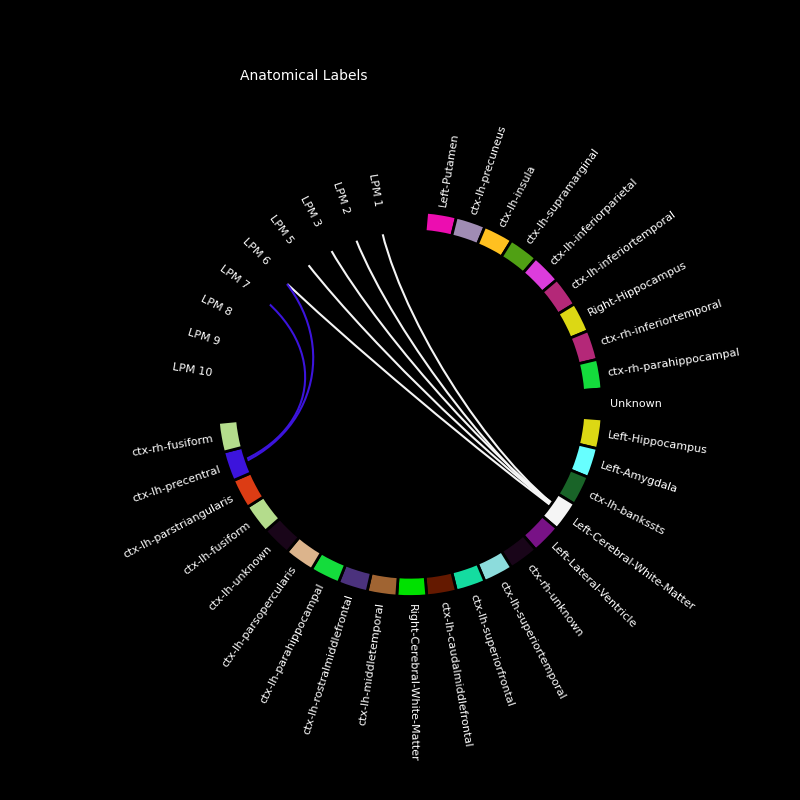 Anatomical Labels
LPM 1
LPM 2
LPM 3
LPM 5
LPM 6
LPM 7
LPM 8
LPM 9
LPM 10
Left-Putamen
ctx-lh-precuneus
ctx-lh-insula
ctx-lh-supramarginal
ctx-lh-inferiorparietal
ctx-lh-inferiortemporal
Right-Hippocampus
ctx-rh-inferiortemporal
ctx-rh-parahippocampal
Unknown
Left-Hippocampus
Left-Amygdala
ctx-lh-bankssts
Left-Cerebral-White-Matter
Left-Lateral-Ventricle
ctx-rh-unknown
ctx-lh-superiortemporal
ctx-lh-superiorfrontal
ctx-lh-caudalmiddlefrontal
Right-Cerebral-White-Matter
ctx-lh-middletemporal
ctx-lh-rostralmiddlefrontal
ctx-lh-parahippocampal
ctx-lh-parsopercularis
ctx-lh-unknown
ctx-lh-fusiform
ctx-lh-parstriangularis
ctx-lh-precentral
ctx-rh-fusiform